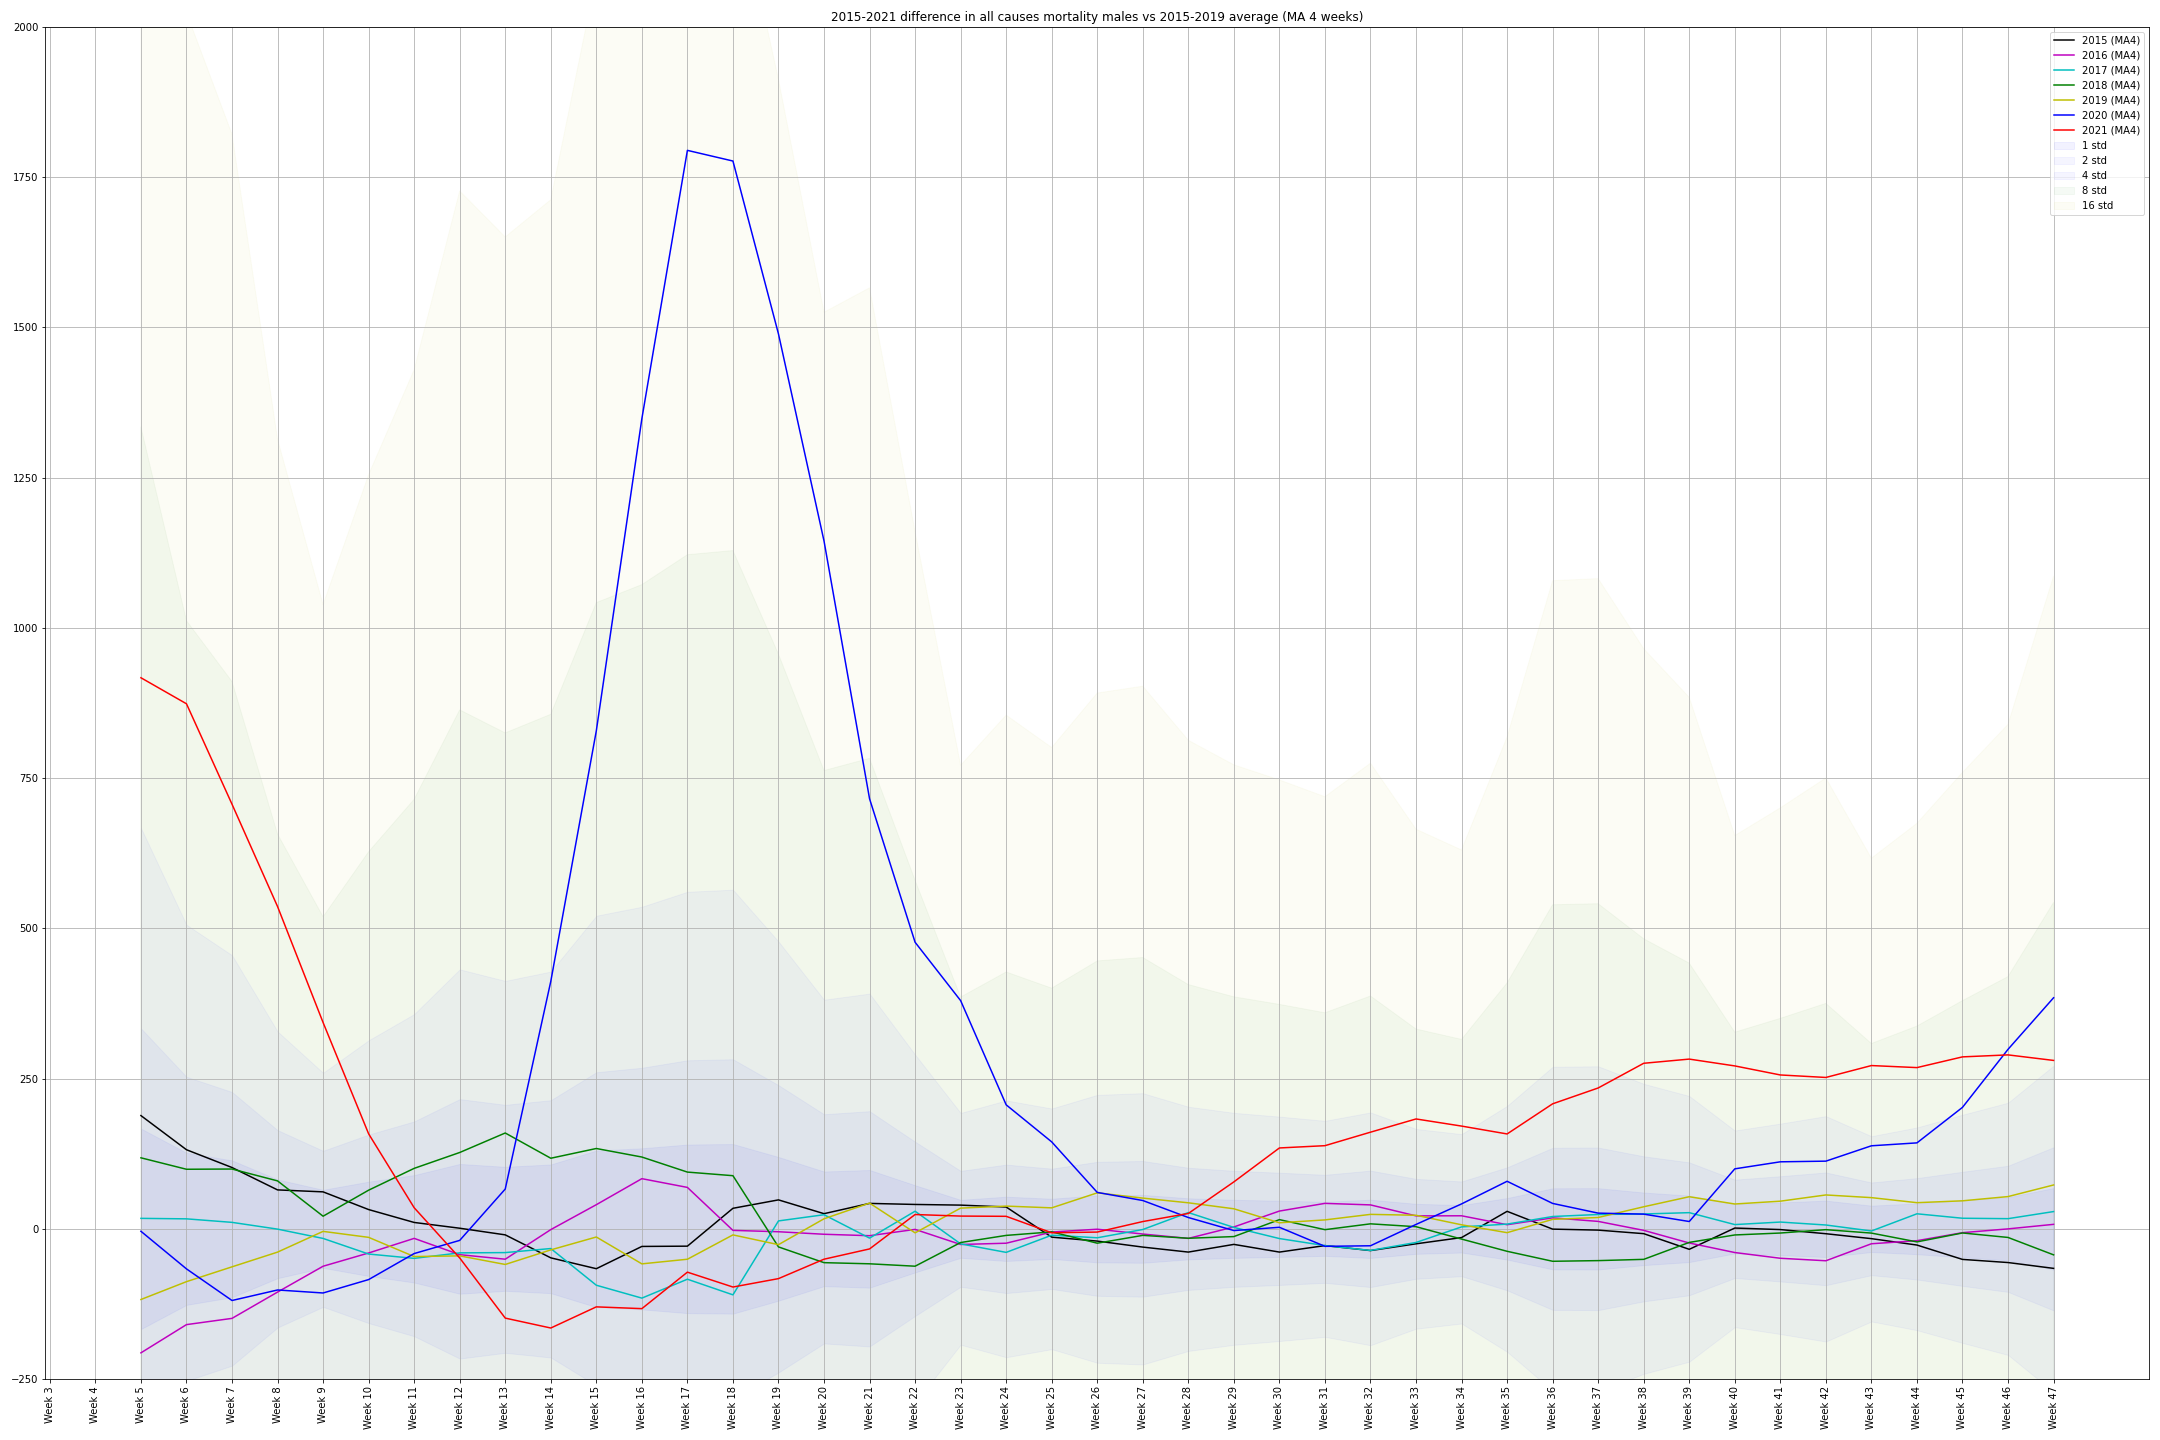 2015-2021 difference in all causes mortality males vs 2015-2019 average (MA 4 weeks)
2000
1750
1500
1250
1000
750
500
250
0
−250
2015 (MA4)
2016 (MA4)
2017 (MA4)
2018 (MA4)
2019 (MA4)
2020 (MA4)
2021 (MA4)
1 std
2 std
4 std
8 std
16 std
Week 3
Week 4
Week 5
Week 6
Week 7
Week 8
Week 9
Week 10
Week 11
Week 12
Week 13
Week 14
Week 15
Week 16
Week 17
Week 18
Week 19
Week 20
Week 21
Week 22
Week 23
Week 24
Week 25
Week 26
Week 27
Week 28
Week 29
Week 30
Week 31
Week 32
Week 33
Week 34
Week 35
Week 36
Week 37
Week 38
Week 39
Week 40
Week 41
Week 42
Week 43
Week 44
Week 45
Week 46
Week 47